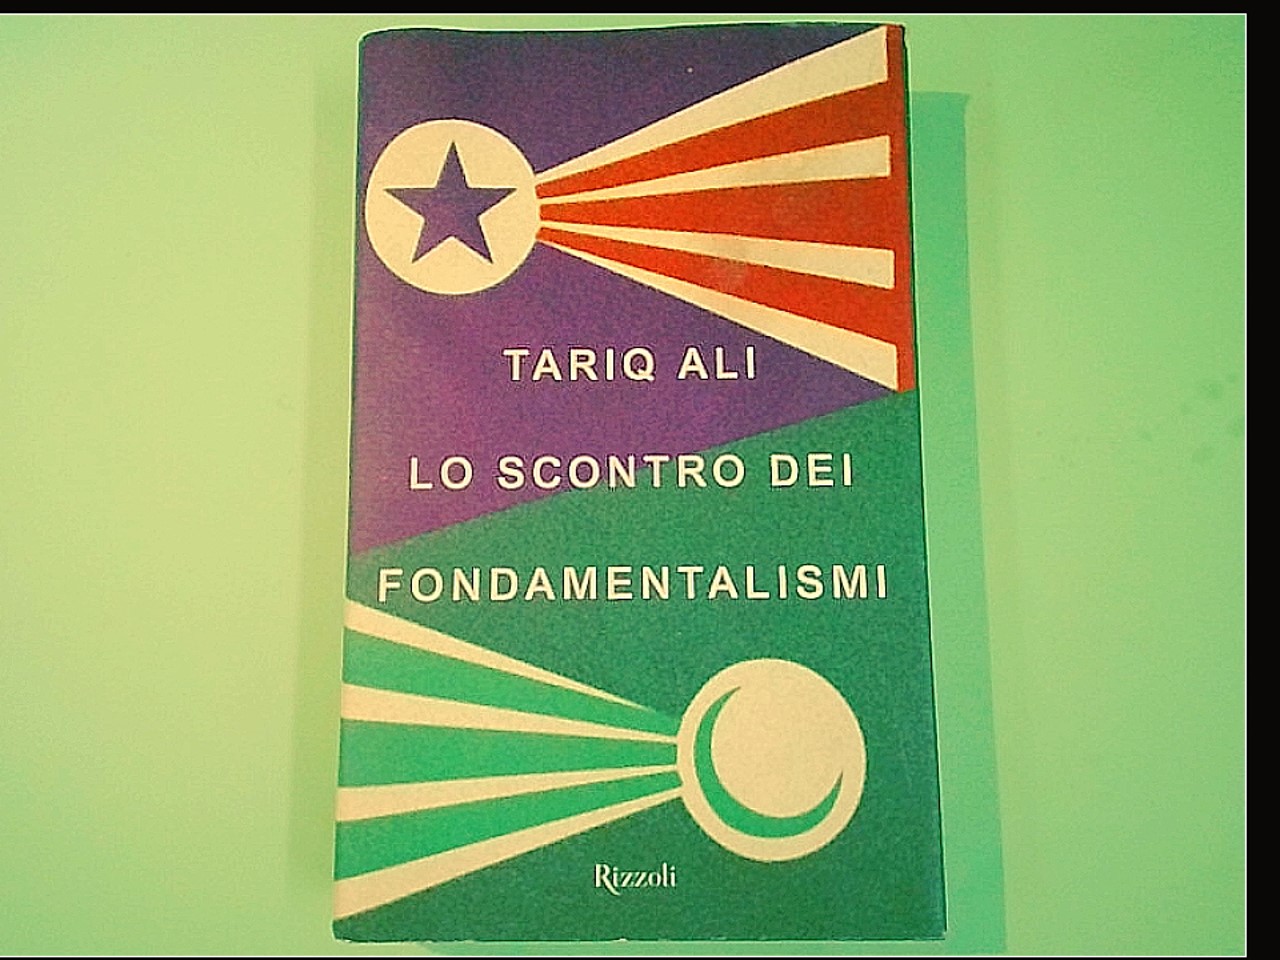 TARIQ ALI
LO SCONTRO DEI
FONDAMENTALISMI
Rizzoli